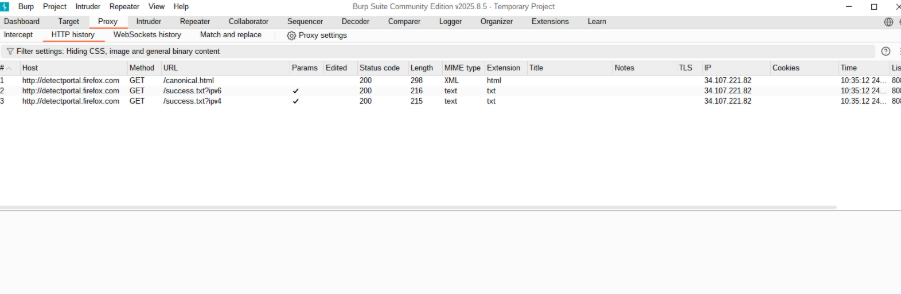 Burp Project Intruder Repeater View Help Burp Suite Community Edition v2025.8.5 - Temporary Project
Dashboard Target Proxy Intruder Repeater Collaborator Sequencer Decoder Comparer Logger Organizer Extensions Learn
Intercept HTTP history WebSockets history Match and replace Proxy settings
Filter settings: Hiding CSS, image and general binary content
# Host Method URL Params Edited Status code Length MIME type Extension Title Notes TLS IP Cookies Time Lis
1 http://detectportal.firefox.com GET /canonical.html 200 298 XML html 34.107.221.82 10:35:12 24... 808
2 http://detectportal.firefox.com GET /success.txt?ipv6 ✓ 200 216 text txt 34.107.221.82 10:35:12 24... 808
3 http://detectportal.firefox.com GET /success.txt?ipv4 ✓ 200 215 text txt 34.107.221.82 10:35:12 24... 808